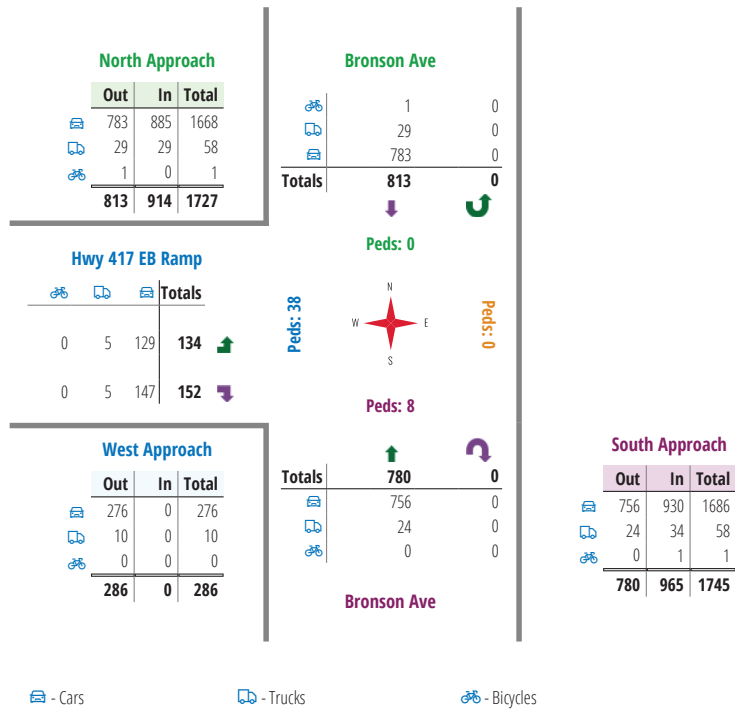 North Approach
Out In Total
783 885 1668
29 29 58
1 0 1
813 914 1727
Bronson Ave
1 0
29 0
783 0
Totals 813 0
Peds: 0
Hwy 417 EB Ramp
Totals
0 5 129 134
0 5 147 152
Peds: 38
N
W E
S
Peds: 0
Peds: 8
West Approach
Out In Total
276 0 276
10 0 10
0 0 0
286 0 286
Totals 780 0
756 0
24 0
0 0
Bronson Ave
South Approach
Out In Total
756 930 1686
24 34 58
0 1 1
780 965 1745
- Cars
- Trucks
- Bicycles